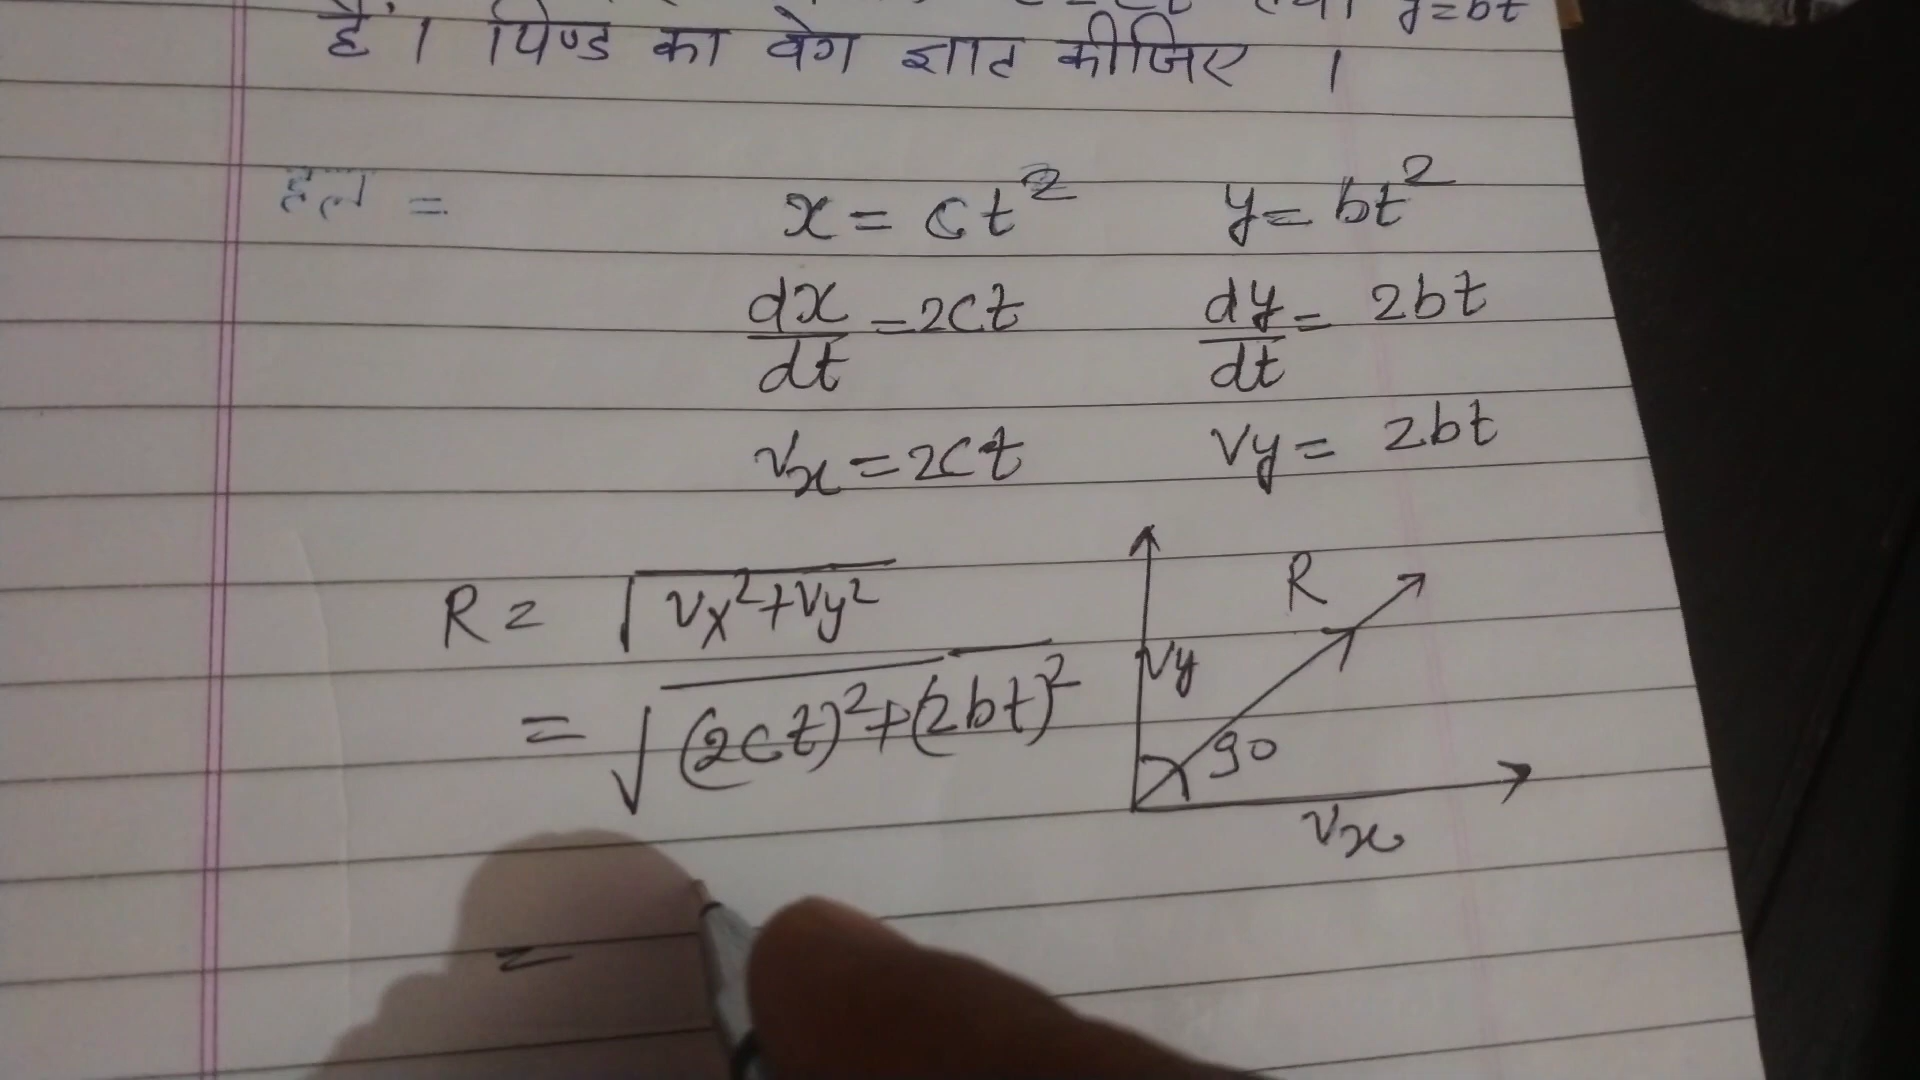 y=bt
है । पिण्ड का वेग ज्ञात कीजिए ।
हल =
x = ct² y= bt²
dx/dt =2ct dy/dt = 2bt
vx =2ct vy = 2bt
R = √vx²+vy²
= √(2ct)²+(2bt)²
=
R
vy
90
vx